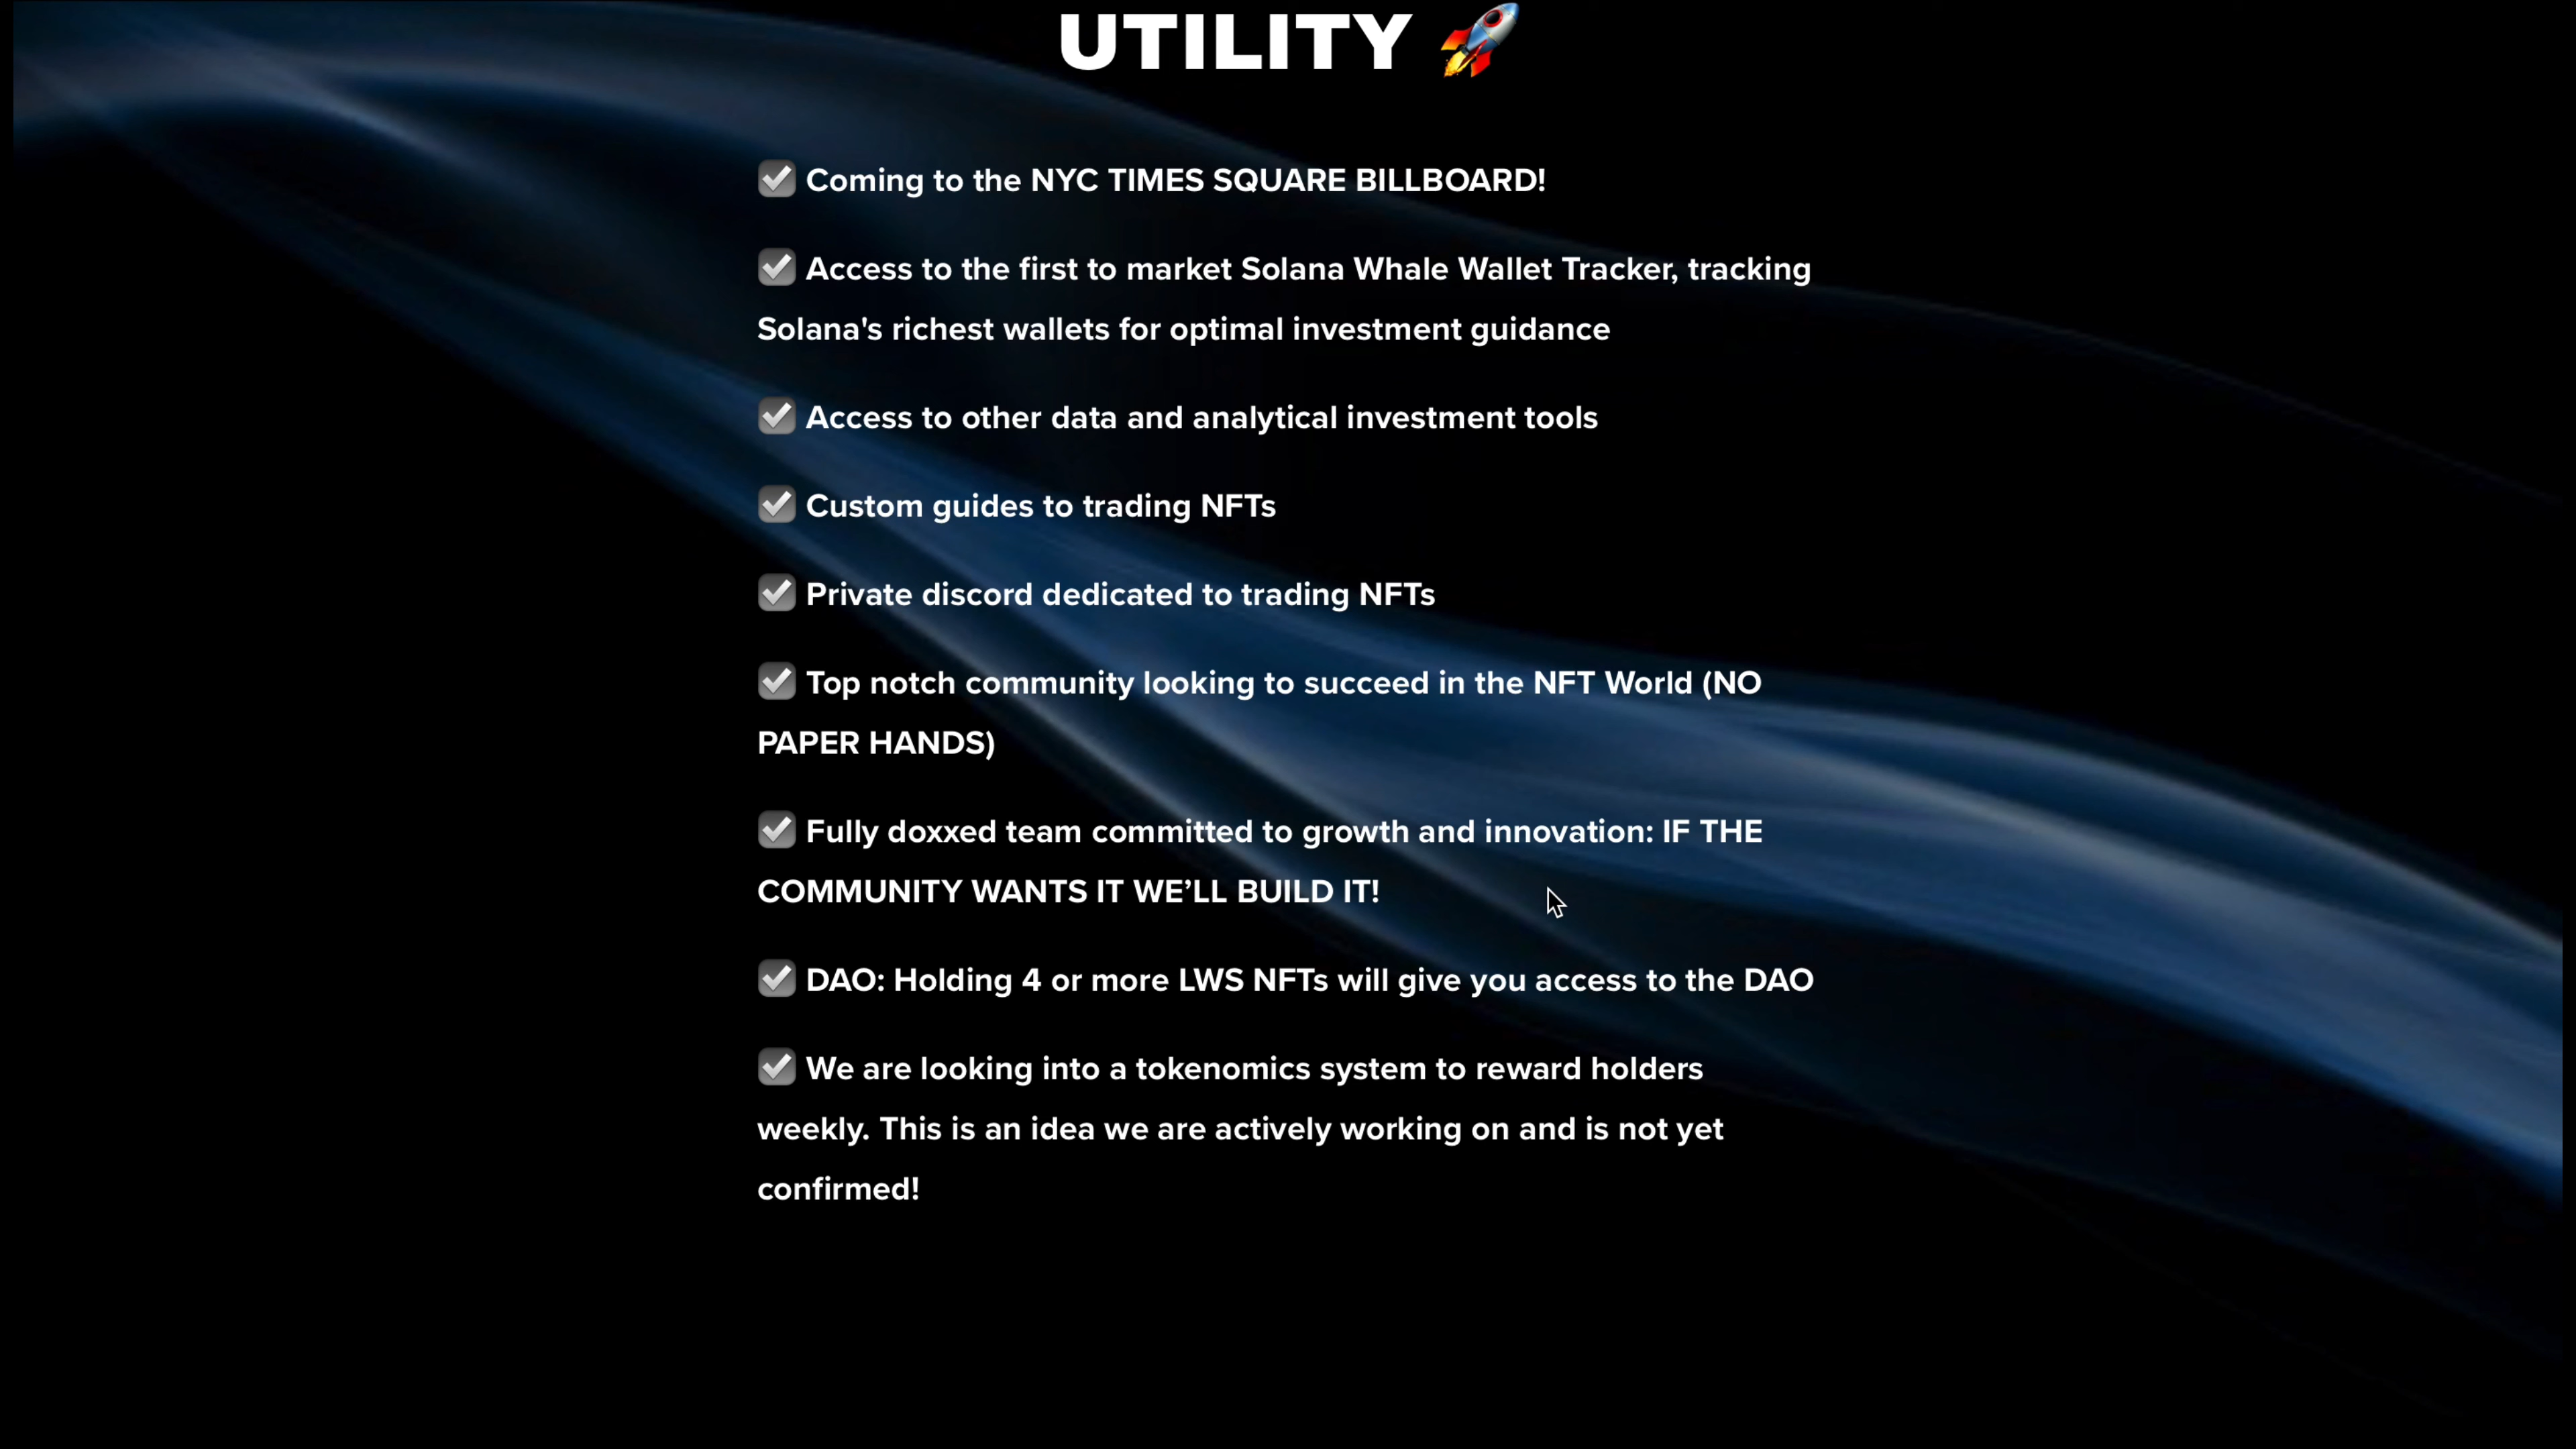 UTILITY 🚀
☑ Coming to the NYC TIMES SQUARE BILLBOARD!
☑ Access to the first to market Solana Whale Wallet Tracker, tracking
Solana's richest wallets for optimal investment guidance
☑ Access to other data and analytical investment tools
☑ Custom guides to trading NFTs
☑ Private discord dedicated to trading NFTs
☑ Top notch community looking to succeed in the NFT World (NO
PAPER HANDS)
☑ Fully doxxed team committed to growth and innovation: IF THE
COMMUNITY WANTS IT WE’LL BUILD IT!
☑ DAO: Holding 4 or more LWS NFTs will give you access to the DAO
☑ We are looking into a tokenomics system to reward holders
weekly. This is an idea we are actively working on and is not yet
confirmed!